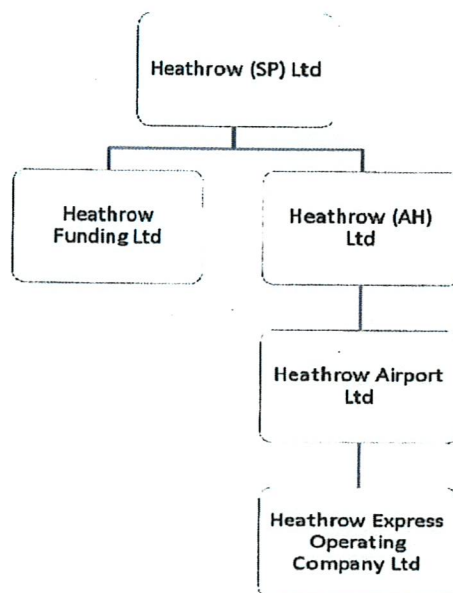 Heathrow (SP) Ltd
Heathrow
Funding Ltd
Heathrow (AH)
Ltd
Heathrow Airport
Ltd
Heathrow Express
Operating
Company Ltd